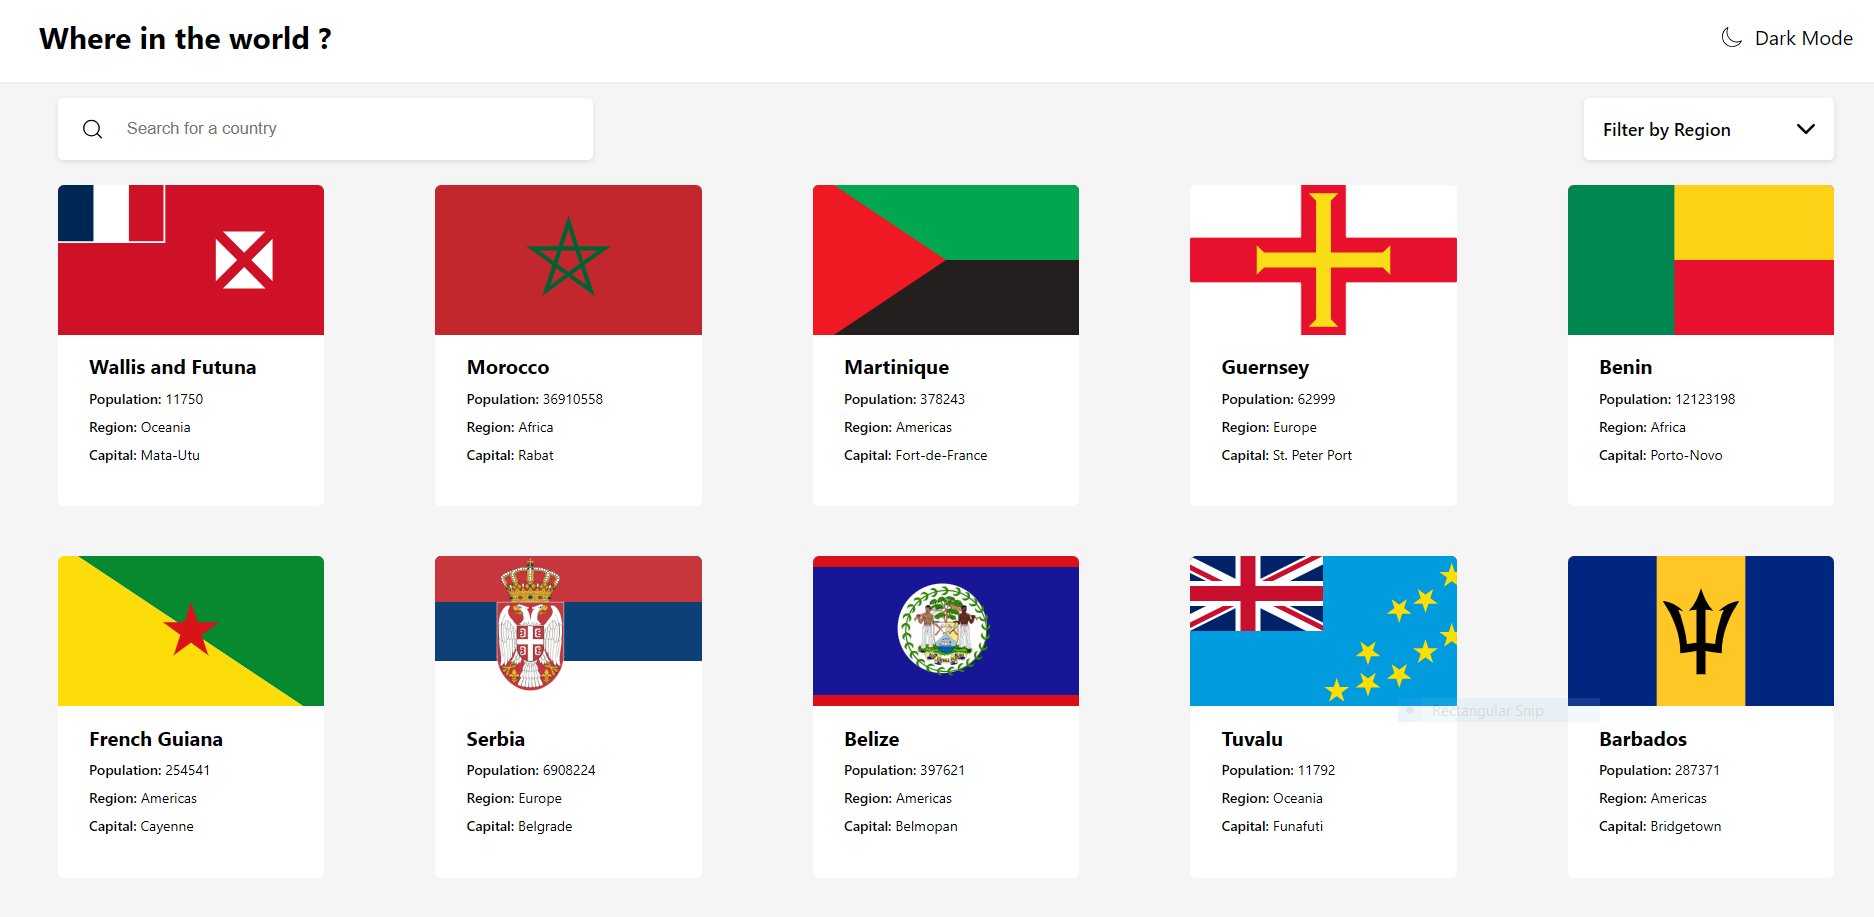 Where in the world ?
Dark Mode
Search for a country
Filter by Region
Wallis and Futuna
Population: 11750
Region: Oceania
Capital: Mata-Utu
Morocco
Population: 36910558
Region: Africa
Capital: Rabat
Martinique
Population: 378243
Region: Americas
Capital: Fort-de-France
Guernsey
Population: 62999
Region: Europe
Capital: St. Peter Port
Benin
Population: 12123198
Region: Africa
Capital: Porto-Novo
French Guiana
Population: 254541
Region: Americas
Capital: Cayenne
Serbia
Population: 6908224
Region: Europe
Capital: Belgrade
Belize
Population: 397621
Region: Americas
Capital: Belmopan
Rectangular Snip
Tuvalu
Population: 11792
Region: Oceania
Capital: Funafuti
Barbados
Population: 287371
Region: Americas
Capital: Bridgetown